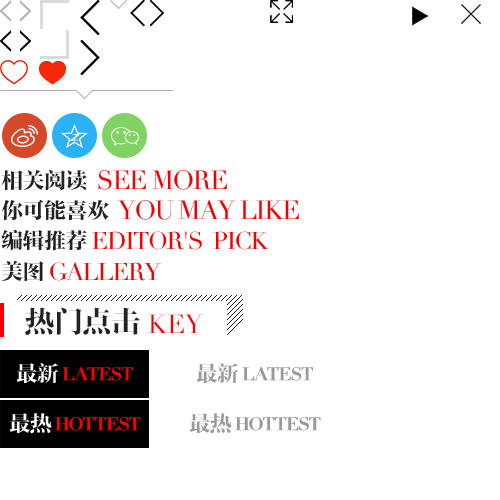 相关阅读 SEE MORE
你可能喜欢 YOU MAY LIKE
编辑推荐 EDITOR'S PICK
美图 GALLERY
热门点击 KEY
最新 LATEST 最新 LATEST
最热 HOTTEST 最热 HOTTEST